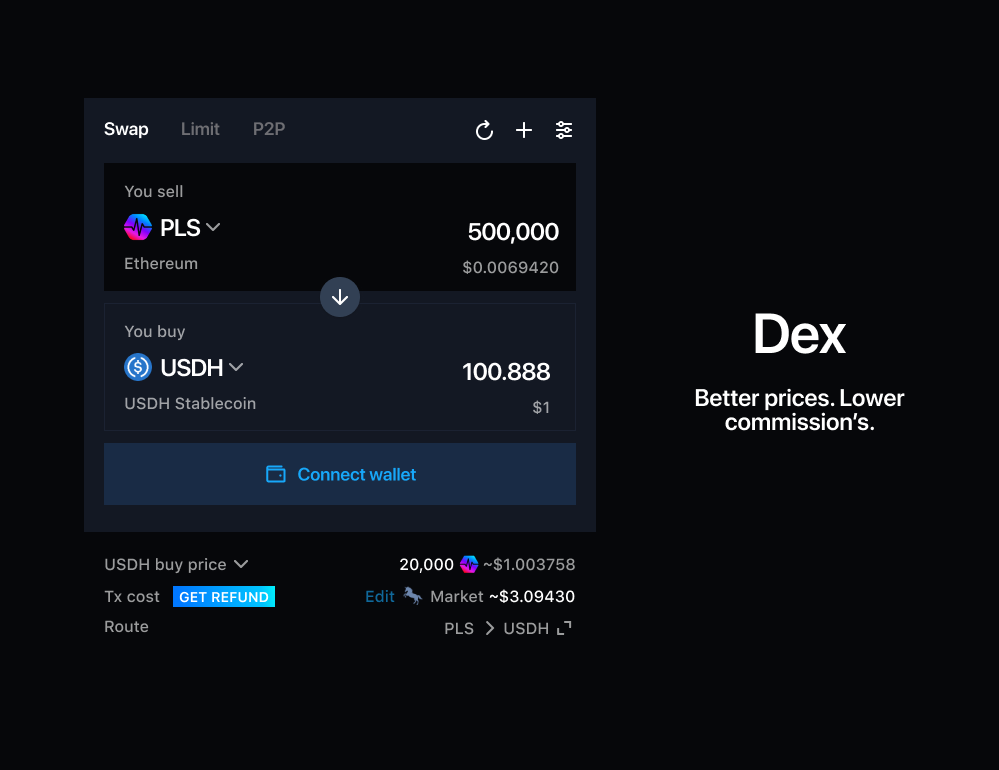 Swap Limit P2P
You sell
PLS 500,000
Ethereum $0.0069420
You buy
USDH 100.888
USDH Stablecoin $1
Connect wallet
USDH buy price 20,000 ~$1.003758
Tx cost GET REFUND Edit Market ~$3.09430
Route PLS > USDH
Dex
Better prices. Lower
commission’s.